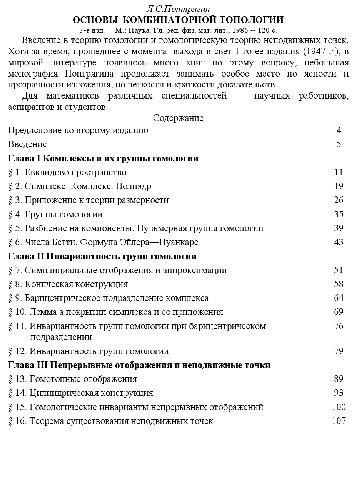 Л.С.Понтрягин
ОСНОВЫ КОМБИНАТОРНОЙ ТОПОЛОГИИ
М.: Наука. Гл. ред. физ. мат. лит., 1986 — 120 с.
Введение в теорию гомологии и гомологическую теорию неподвижных точек.
Хотя за время, прошедшее с момента выхода в свет 1-го ее издания (1947 г.), в
мировой литературе появилось много книг по этому вопросу, небольшая
монография Понтрягина продолжает занимать особое место по ясности и
прозрачности изложения, по ценности и краткости доказательств.
Для математиков различных специальностей — научных работников,
аспирантов и студентов.
Содержание
Предисловие ко второму изданию 4
Введение 5
Глава I Комплексы и их группы гомологии
§ 1. Евклидово пространство 11
§ 2. Симплекс. Комплекс. Полиэдр 19
§ 3. Приложение к теории размерности 26
§ 4. Группы гомологии 35
§ 5. Разбиение на компоненты. Нульмерная группа гомологии 39
§ 6. Числа Бетти. Формула Эйлера—Пуанкаре 43
Глава II Инвариантность групп гомологии
§ 7. Симплициальные отображения и аппроксимации 51
§ 8. Коническая конструкция 58
§ 9. Барицентрическое подразделение комплекса 64
§ 10. Лемма о покрытии симплекса и ее приложения 69
§ 11. Инвариантность групп гомологии при барицентрическом 76
подразделении
§ 12. Инвариантность групп гомологии 79
Глава III Непрерывные отображения и неподвижные точки
§ 13. Гомотопные отображения 89
§ 14. Цилиндрическая конструкция 93
§ 15. Гомологические инварианты непрерывных отображений 100
§ 16. Теорема существования неподвижных точек 107